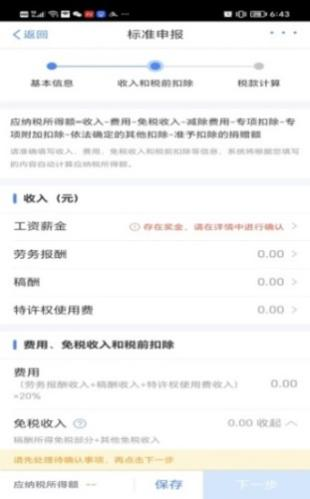 6:43
返回
标准申报
基本信息
收入和税前扣除
税款计算
应纳税所得额=收入-费用-免税收入-减除费用-专项扣除-专
项附加扣除-依法确定的其他扣除-准予扣除的捐赠额
请准确填写收入、费用、免税收入和税前扣除等信息，系统将根据您填写
的内容自动计算应纳税所得额。
收入（元）
工资薪金 存在奖金，请在详情中进行确认
劳务报酬 0.00
稿酬 0.00
特许权使用费 0.00
费用、免税收入和税前扣除
费用 0.00
（劳务报酬收入+稿酬收入+特许权使用费收入）
×20%
免税收入 0.00 收起
稿酬所得免税部分+其他免税收入
请先处理待确认事项，再点击下一步
应纳税所得额 --
保存
下一步